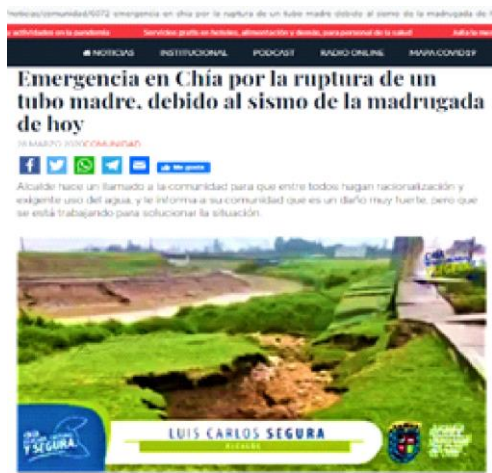 noticias/comunidad/6072 emergencia en chia por la ruptura de un tubo madre debido al sismo de la madrugada de
actividades en la pandemia Servicios gratis en hoteles, alimentación y demás, para personal de la salud
NOTICIAS INSTITUCIONAL PODCAST RADIO ONLINE MAPA COVID19
Emergencia en Chía por la ruptura de un
tubo madre, debido al sismo de la madrugada
de hoy
MARZO 2020 COMUNIDAD
Me gusta
Alcalde hace un llamado a la comunidad para que entre todos hagan racionalización y
exigente uso del agua, y le informa a su comunidad que es un daño muy fuerte, pero que
se está trabajando para solucionar la situación.
LUIS CARLOS SEGURA
ALCALDE
Y SEGURA